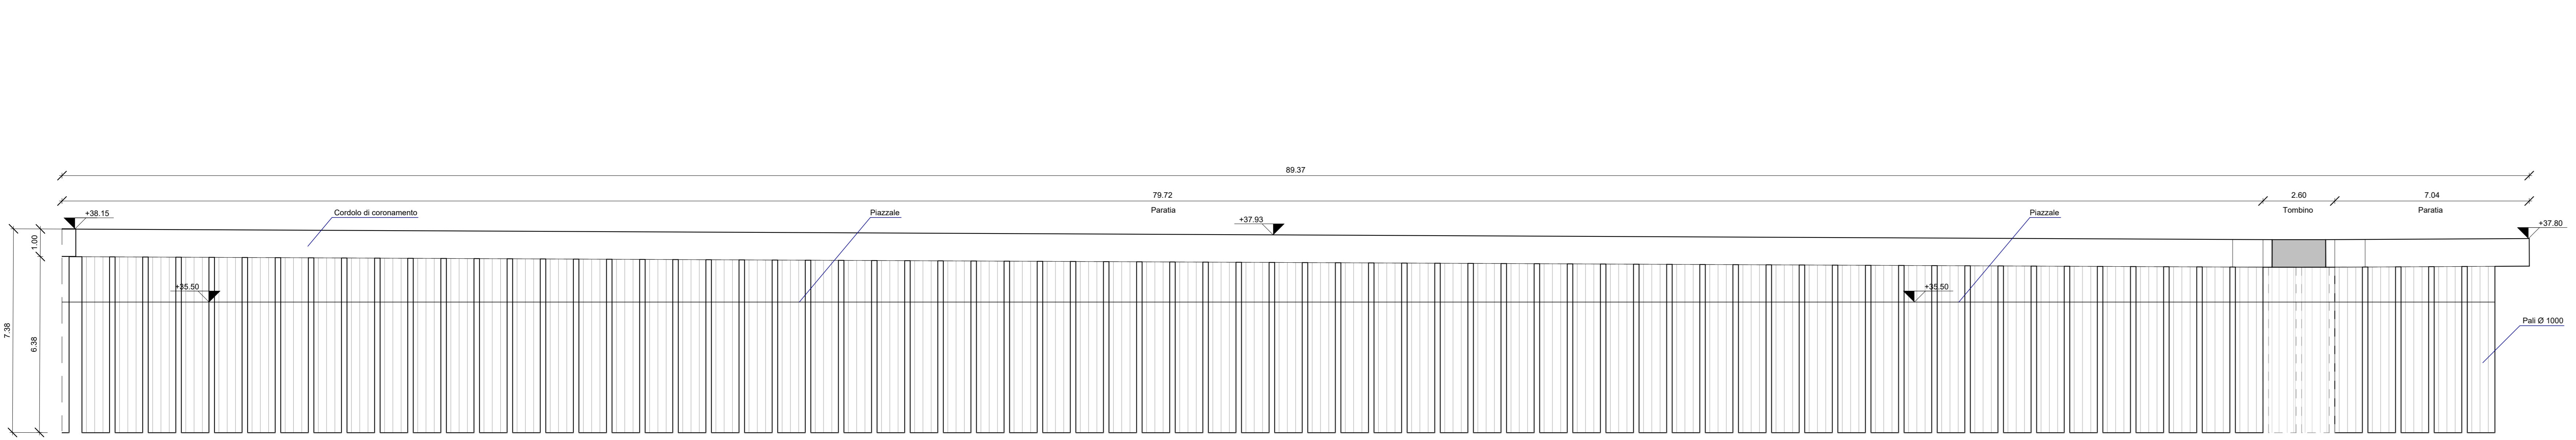 89.37
79.72
2.60
7.04
Paratia
Tombino
Paratia
+38.15
Cordolo di coronamento
Piazzale
+37.93
Piazzale
+37.80
1.00
+35.50
+35.50
7.38
6.38
Pali Ø 1000